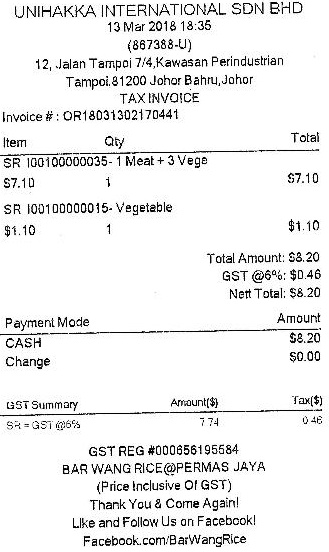 UNIHAKKA INTERNATIONAL SDN BHD
13 Mar 2018 18:35
(867388-U)
12, Jalan Tampoi 7/4,Kawasan Perindustrian
Tampoi,81200 Johor Bahru,Johor
TAX INVOICE
Invoice # : OR18031302170441
Item Qty Total
SR I00100000035- 1 Meat + 3 Vege
$7.10 1 $7.10
SR I00100000015- Vegetable
$1.10 1 $1.10
Total Amount: $8.20
GST @6%: $0.46
Nett Total: $8.20
Payment Mode Amount
CASH $8.20
Change $0.00
GST Summary Amount($) Tax($)
SR = GST @6% 7.74 0.46
GST REG #000656195584
BAR WANG RICE@PERMAS JAYA
(Price Inclusive Of GST)
Thank You & Come Again!
Like and Follow Us on Facebook!
Facebook.com/BarWangRice